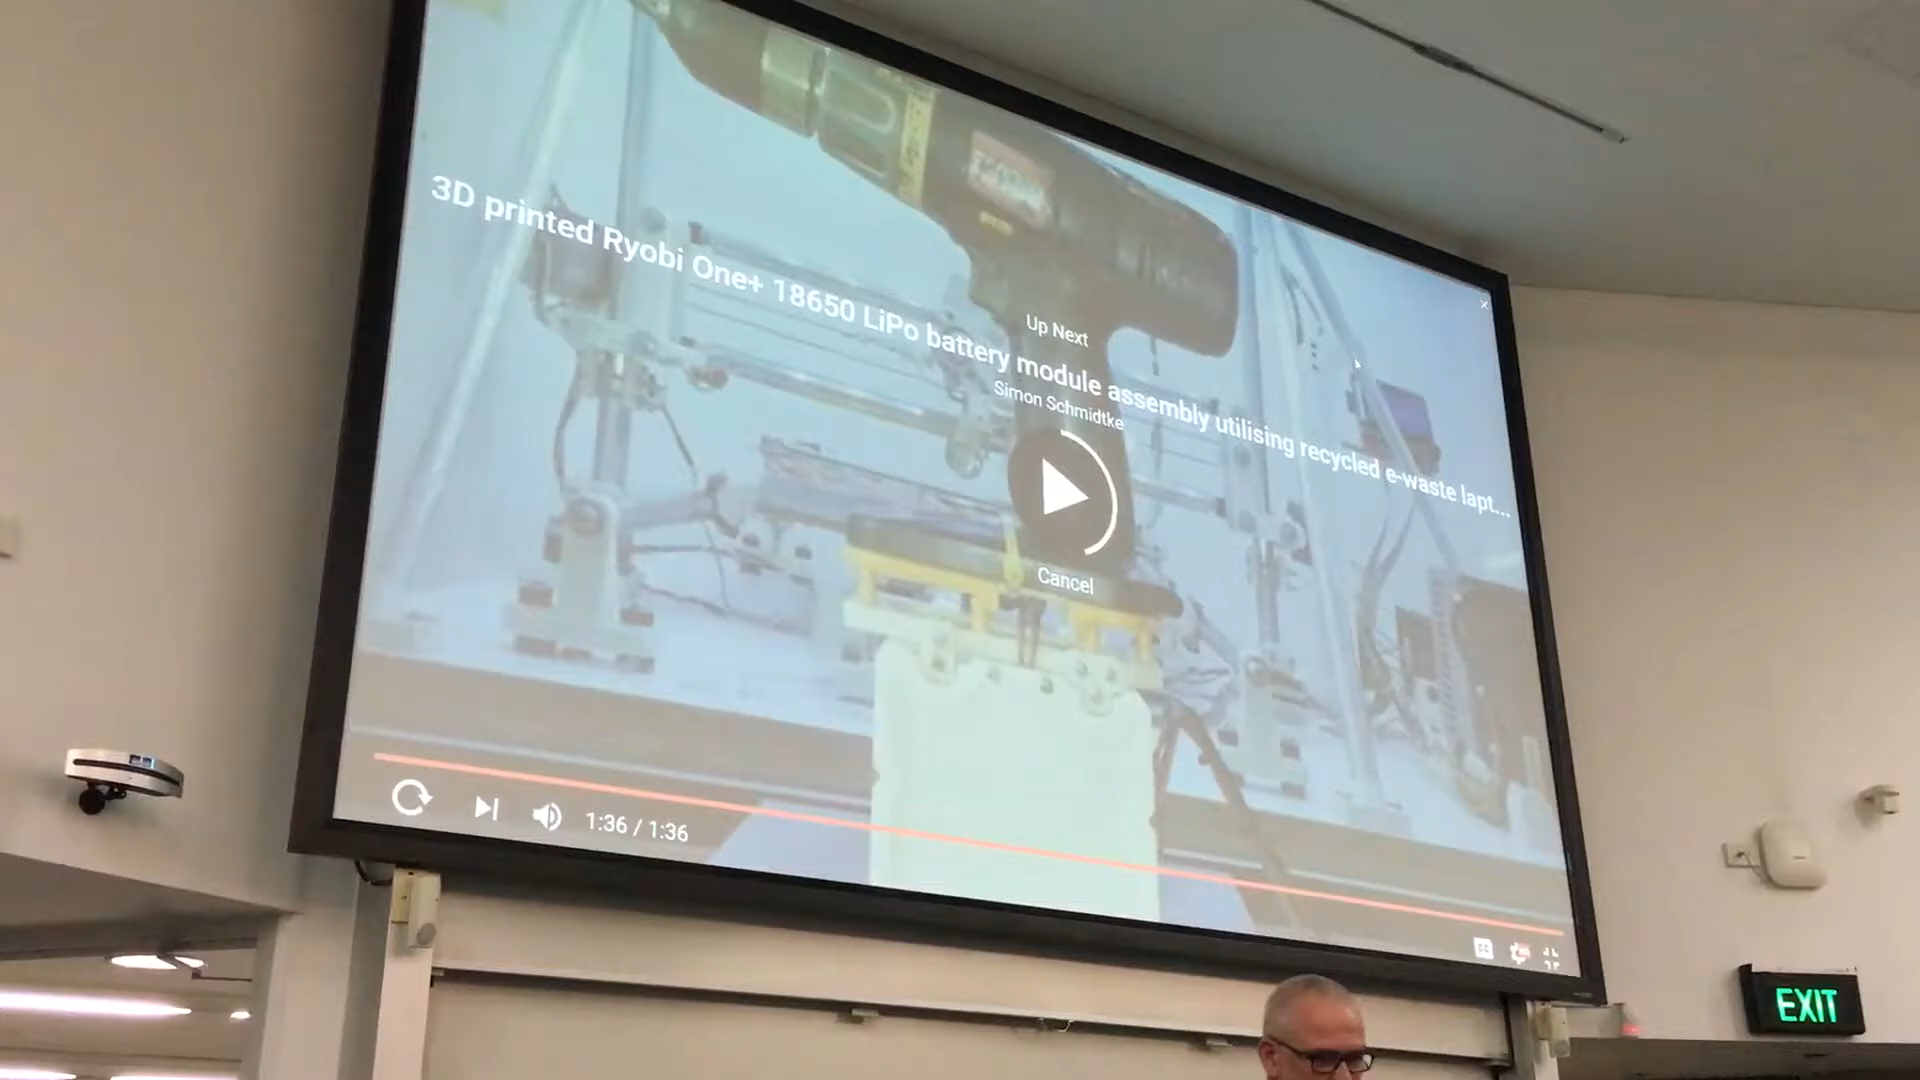 Up Next
3D printed Ryobi One+ 18650 LiPo battery module assembly utilising recycled e-waste lapt...
Simon Schmidtke
Cancel
1:36 / 1:36
CC
EXIT